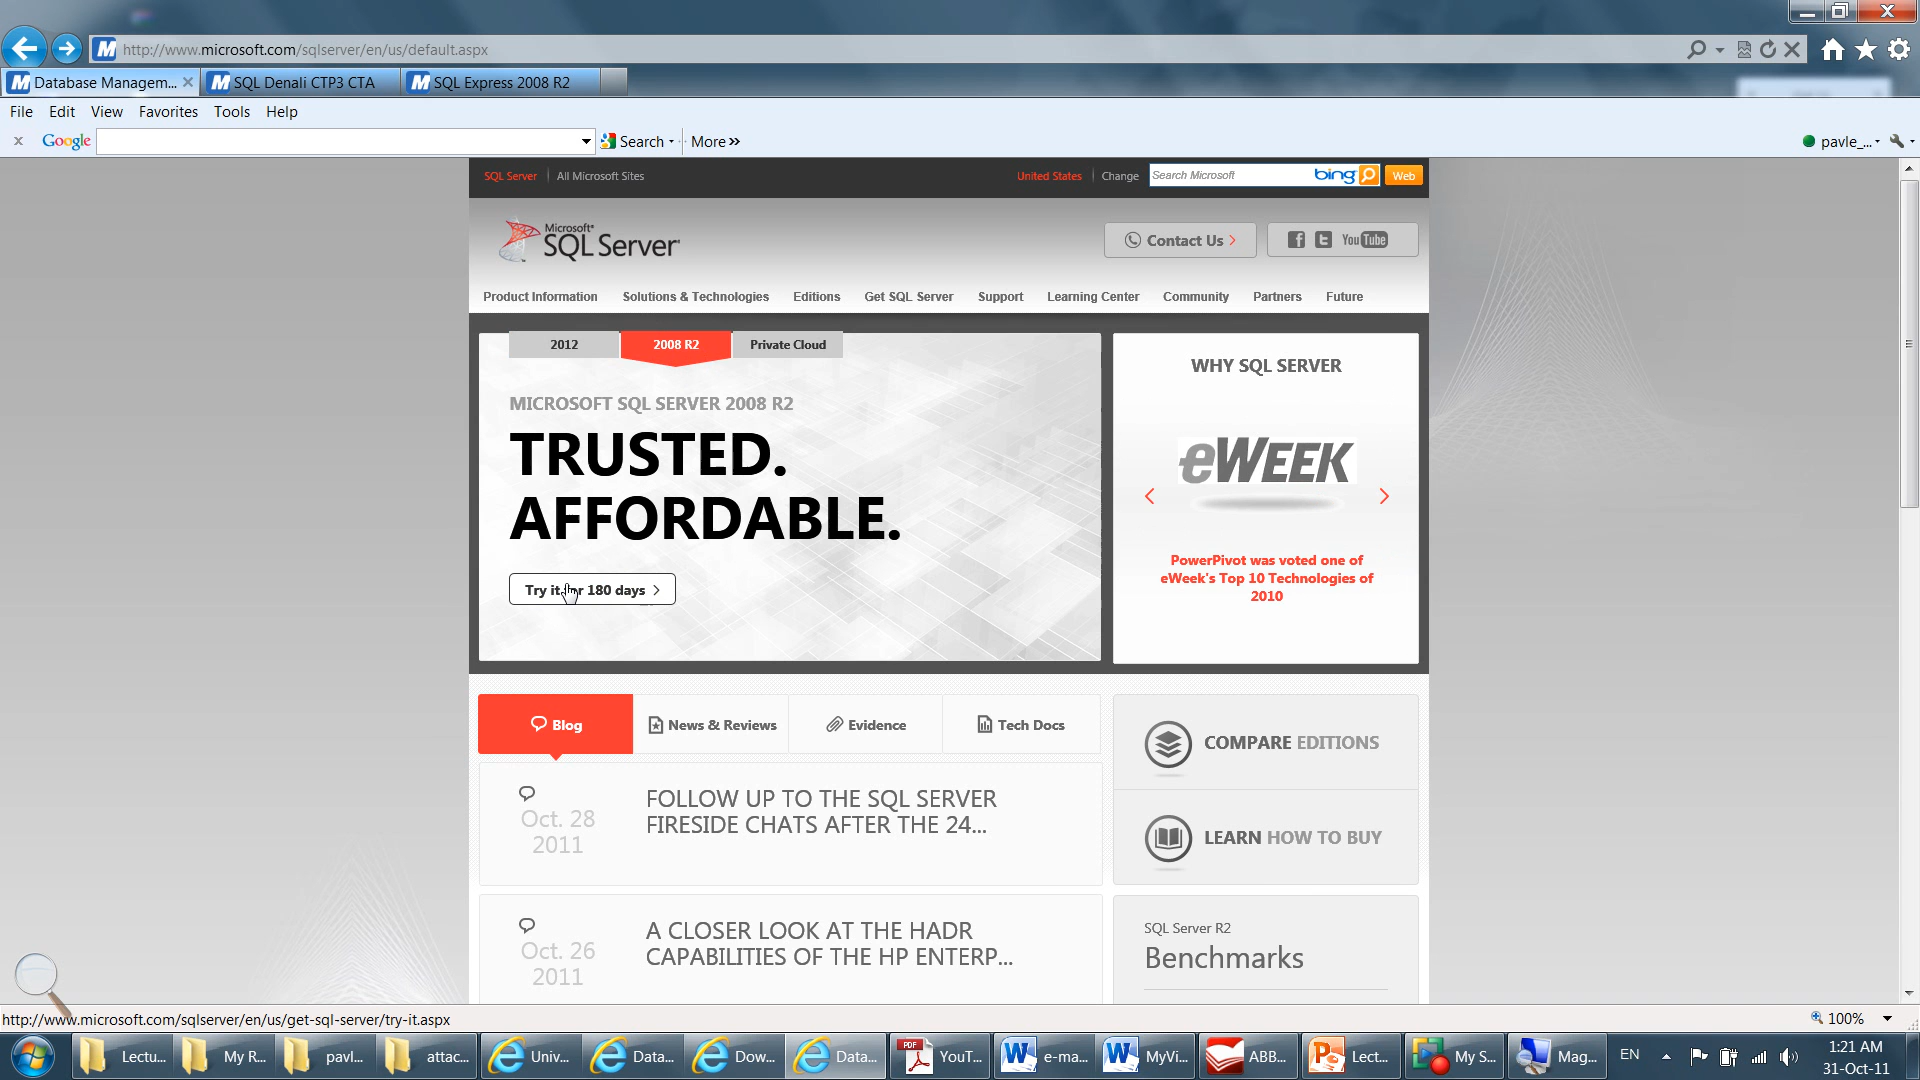 http://www.microsoft.com/sqlserver/en/us/default.aspx
Database Managem...
SQL Denali CTP3 CTA
SQL Express 2008 R2
File Edit View Favorites Tools Help
x Google Search More »
pavle_...
SQL Server All Microsoft Sites
United States Change Search Microsoft bing Web
Microsoft®
SQL Server®
Contact Us
You Tube
Product Information Solutions & Technologies Editions Get SQL Server Support Learning Center Community Partners Future
2012 2008 R2 Private Cloud
MICROSOFT SQL SERVER 2008 R2
TRUSTED.
AFFORDABLE.
Try it for 180 days
WHY SQL SERVER
eWEEK
PowerPivot was voted one of
eWeek's Top 10 Technologies of
2010
Blog News & Reviews Evidence Tech Docs
COMPARE EDITIONS
LEARN HOW TO BUY
Oct. 28
2011
FOLLOW UP TO THE SQL SERVER
FIRESIDE CHATS AFTER THE 24...
Oct. 26
2011
A CLOSER LOOK AT THE HADR
CAPABILITIES OF THE HP ENTERP...
SQL Server R2
Benchmarks
http://www.microsoft.com/sqlserver/en/us/get-sql-server/try-it.aspx
100%
Lectu... My R... pavl... attac... Univ... Data... Dow... Data... PDF YouT... e-ma... MyVi... ABB... Lect... My S... Mag...
EN
1:21 AM
31-Oct-11